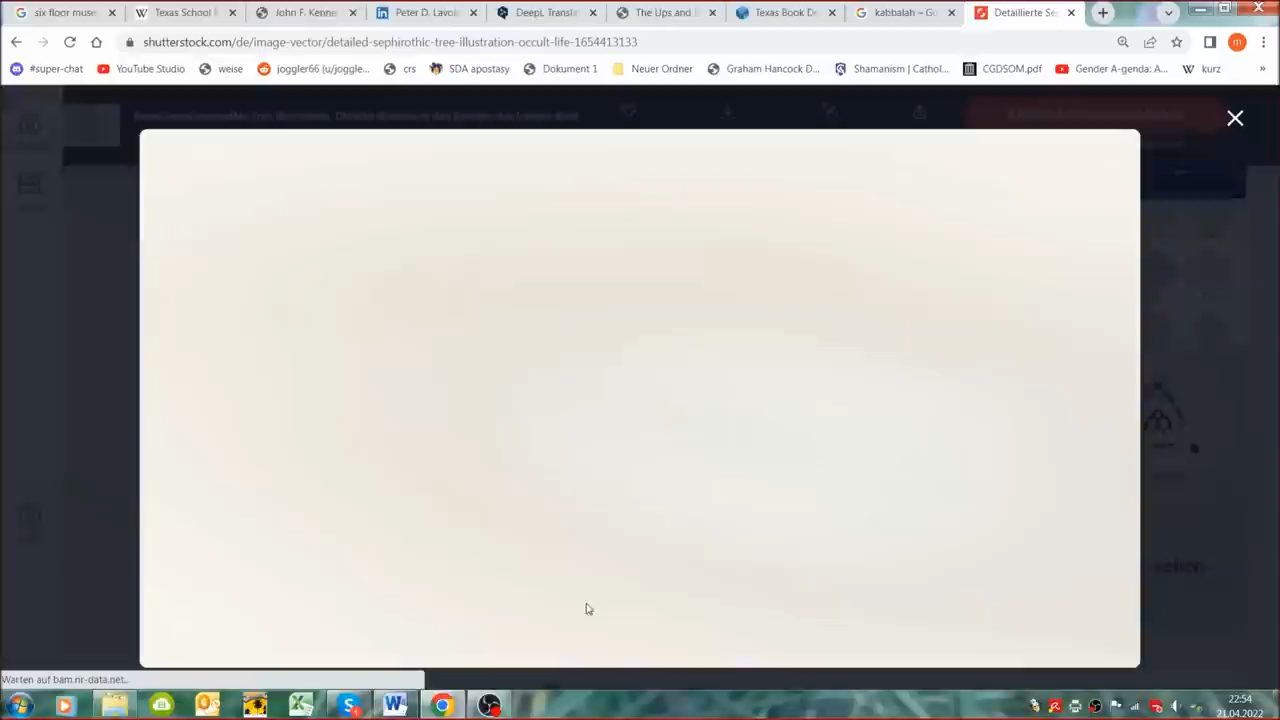 six floor muse
Texas School
John F. Kenne
Peter D. Lavoi
DeepL Transl
The Ups and
Texas Book De
kabbalah – Go
Detaillierte Se
shutterstock.com/de/image-vector/detailed-sephirothic-tree-illustration-occult-life-1654413133
#super-chat
YouTube Studio
weise
joggler66 (u/joggle...
crs
SDA apostasy
Dokument 1
Neuer Ordner
Graham Hancock D...
Shamanism | Cathol...
CGDSOM.pdf
Gender A-genda: A...
kurz
»
Warten auf bam.nr-data.net...
22:54
21.04.2022